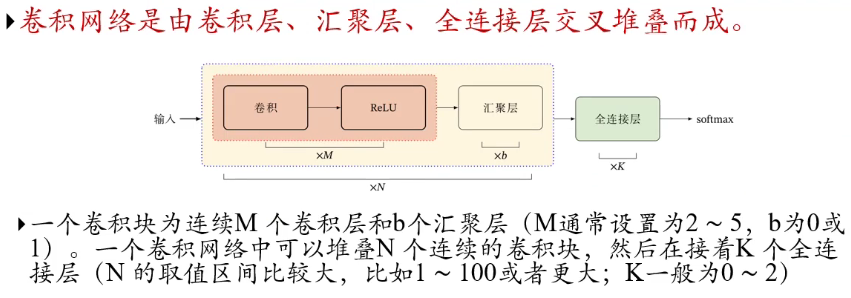 ▶卷积网络是由卷积层、汇聚层、全连接层交叉堆叠而成。
输入 卷积 ReLU 汇聚层 全连接层 softmax
×M ×b ×K
×N
▶一个卷积块为连续M 个卷积层和b个汇聚层（M通常设置为2 ~ 5，b为0或
1）。一个卷积网络中可以堆叠N 个连续的卷积块，然后在接着K 个全连
接层（N 的取值区间比较大，比如1 ~ 100或者更大；K一般为0 ~ 2）